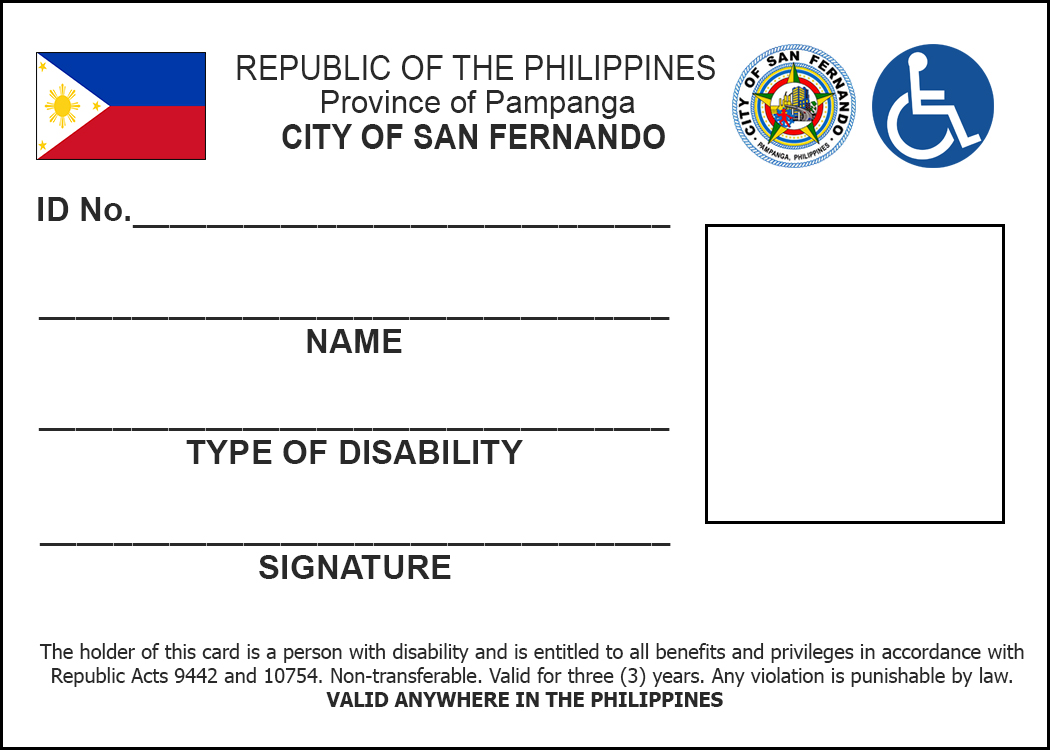 REPUBLIC OF THE PHILIPPINES
Province of Pampanga
CITY OF SAN FERNANDO
CITY OF SAN FERNANDO
PAMPANGA, PHILIPPINES
ID No.
NAME
TYPE OF DISABILITY
SIGNATURE
The holder of this card is a person with disability and is entitled to all benefits and privileges in accordance with
Republic Acts 9442 and 10754. Non-transferable. Valid for three (3) years. Any violation is punishable by law.
VALID ANYWHERE IN THE PHILIPPINES